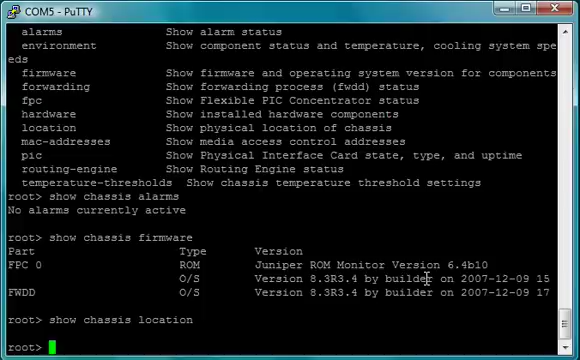 COM5 - PuTTY
alarms Show alarm status
environment Show component status and temperature, cooling system spe
eds
firmware Show firmware and operating system version for components
forwarding Show forwarding process (fwdd) status
fpc Show Flexible PIC Concentrator status
hardware Show installed hardware components
location Show physical location of chassis
mac-addresses Show media access control addresses
pic Show Physical Interface Card state, type, and uptime
routing-engine Show Routing Engine status
temperature-thresholds Show chassis temperature threshold settings
root> show chassis alarms
No alarms currently active
root> show chassis firmware
Part Type Version
FPC 0 ROM Juniper ROM Monitor Version 6.4b10
O/S Version 8.3R3.4 by builder on 2007-12-09 15
FWDD O/S Version 8.3R3.4 by builder on 2007-12-09 17
root> show chassis location
root>